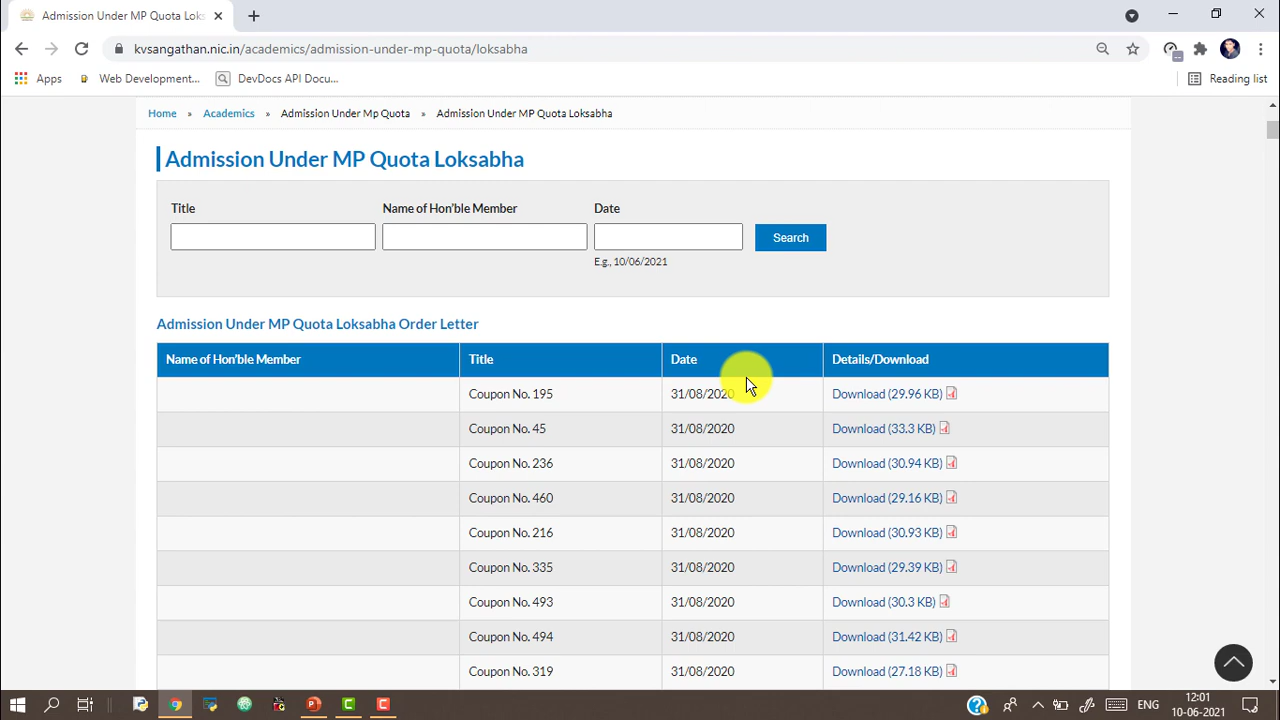 Admission Under MP Quota Loks
kvsangathan.nic.in/academics/admission-under-mp-quota/loksabha
Apps Web Development... DevDocs API Docu... Reading list
Home » Academics » Admission Under Mp Quota » Admission Under MP Quota Loksabha
Admission Under MP Quota Loksabha
Title Name of Hon'ble Member Date
Search
E.g., 10/06/2021
Admission Under MP Quota Loksabha Order Letter
Name of Hon'ble Member Title Date Details/Download
Coupon No. 195 31/08/2020 Download (29.96 KB)
Coupon No. 45 31/08/2020 Download (33.3 KB)
Coupon No. 236 31/08/2020 Download (30.94 KB)
Coupon No. 460 31/08/2020 Download (29.16 KB)
Coupon No. 216 31/08/2020 Download (30.93 KB)
Coupon No. 335 31/08/2020 Download (29.39 KB)
Coupon No. 493 31/08/2020 Download (30.3 KB)
Coupon No. 494 31/08/2020 Download (31.42 KB)
Coupon No. 319 31/08/2020 Download (27.18 KB)
ENG 12:01
10-06-2021